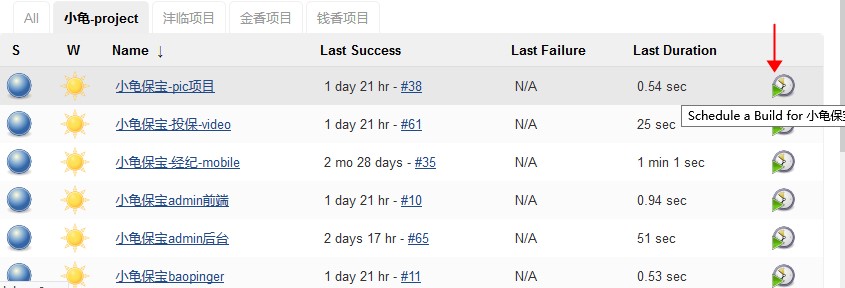 All 小龟-project 沣临项目 金香项目 钱香项目
S W Name ↓ Last Success Last Failure Last Duration
小龟保宝-pic项目 1 day 21 hr - #38 N/A 0.54 sec
Schedule a Build for 小龟保宝
小龟保宝-投保-video 1 day 21 hr - #61 N/A 25 sec
小龟保宝-经纪-mobile 2 mo 28 days - #35 N/A 1 min 1 sec
小龟保宝admin前端 1 day 21 hr - #10 N/A 0.94 sec
小龟保宝admin后台 2 days 17 hr - #65 N/A 51 sec
小龟保宝baopinger 1 day 21 hr - #11 N/A 0.53 sec